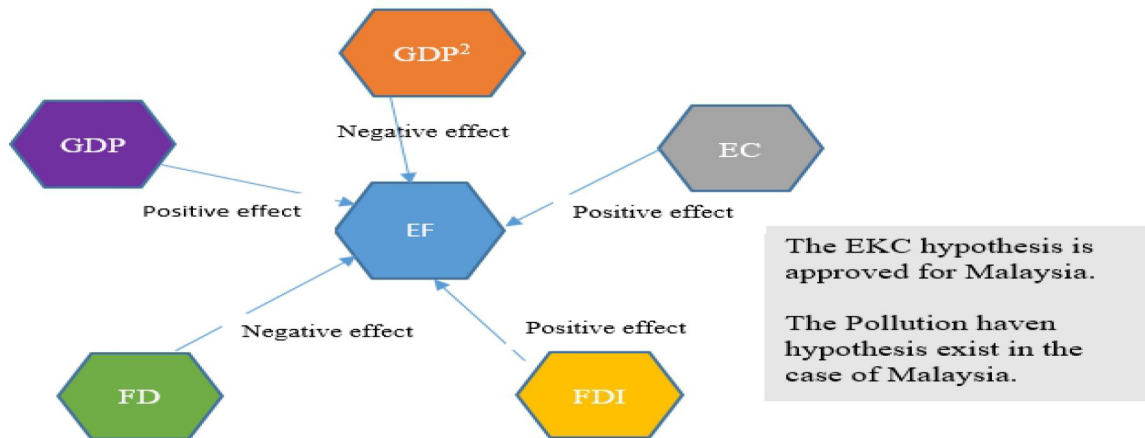 GDP²
Negative effect
GDP
EC
Positive effect
Positive effect
EF
The EKC hypothesis is
approved for Malaysia.
The Pollution haven
hypothesis exist in the
case of Malaysia.
Negative effect
Positive effect
FD
FDI